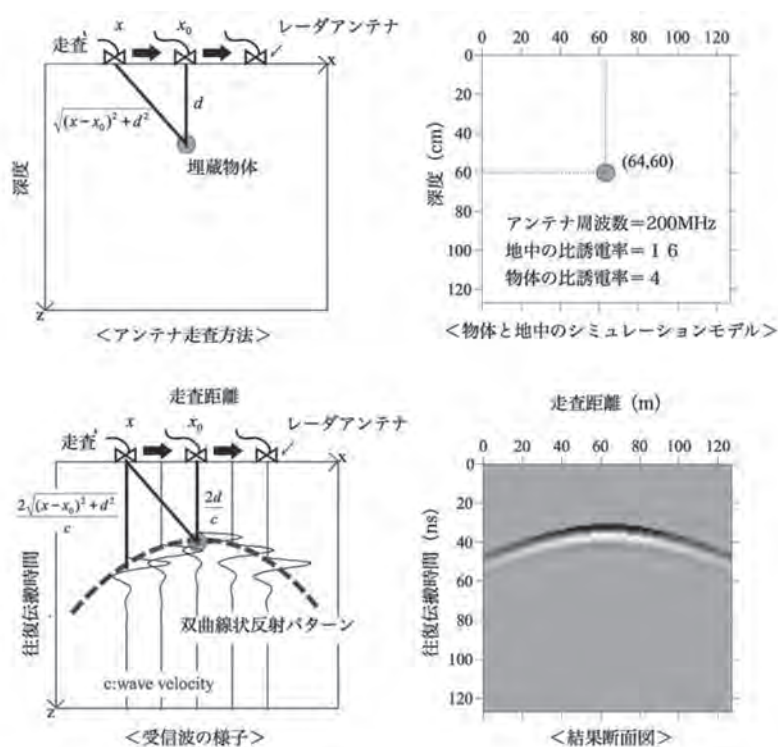 x x₀ レーダアンテナ
走査
x
d
√(x−x₀)²+d²
埋蔵物体
深度
z
<アンテナ走査方法>
0 20 40 60 80 100 120
0
20
40
60
80
100
120
深度 (cm)
(64,60)
アンテナ周波数=200MHz
地中の比誘電率=16
物体の比誘電率=4
<物体と地中のシミュレーションモデル>
走査距離
x x₀ レーダアンテナ
走査
x
2√(x−x₀)²+d²
c
2d
c
往復伝搬時間
双曲線状反射パターン
c:wave velocity
z
<受信波の様子>
走査距離 (m)
0 20 40 60 80 100 120
0
20
40
60
80
100
120
往復伝搬時間 (ns)
<結果断面図>